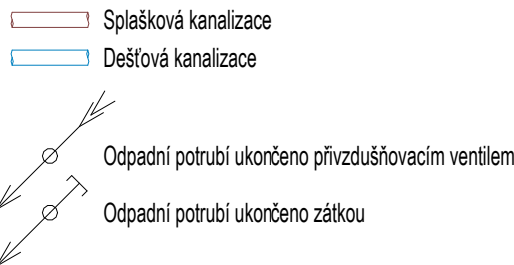 Splašková kanalizace
Dešťová kanalizace
Odpadní potrubí ukončeno přivzdušňovacím ventilem
Odpadní potrubí ukončeno zátkou